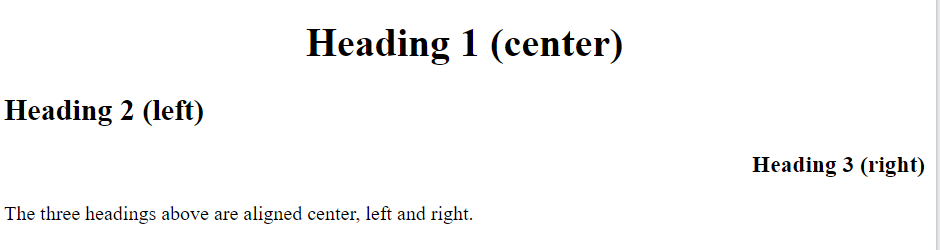 Heading 1 (center)
Heading 2 (left)
Heading 3 (right)
The three headings above are aligned center, left and right.